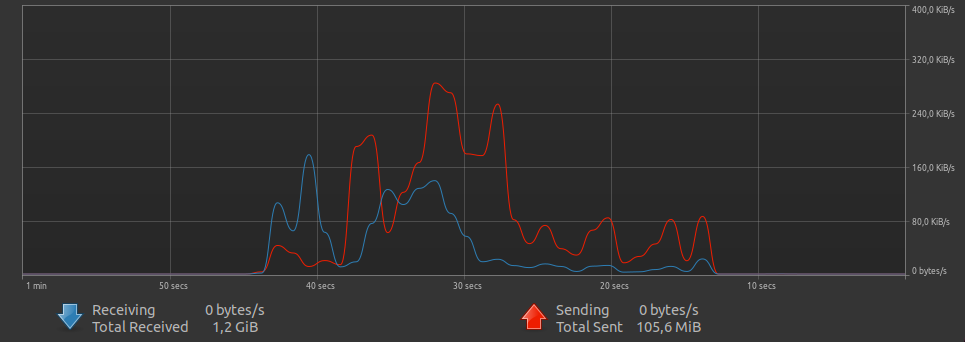 400,0 KiB/s
320,0 KiB/s
240,0 KiB/s
160,0 KiB/s
80,0 KiB/s
0 bytes/s
1 min 50 secs 40 secs 30 secs 20 secs 10 secs
Receiving 0 bytes/s Sending 0 bytes/s
Total Received 1,2 GiB Total Sent 105,6 MiB